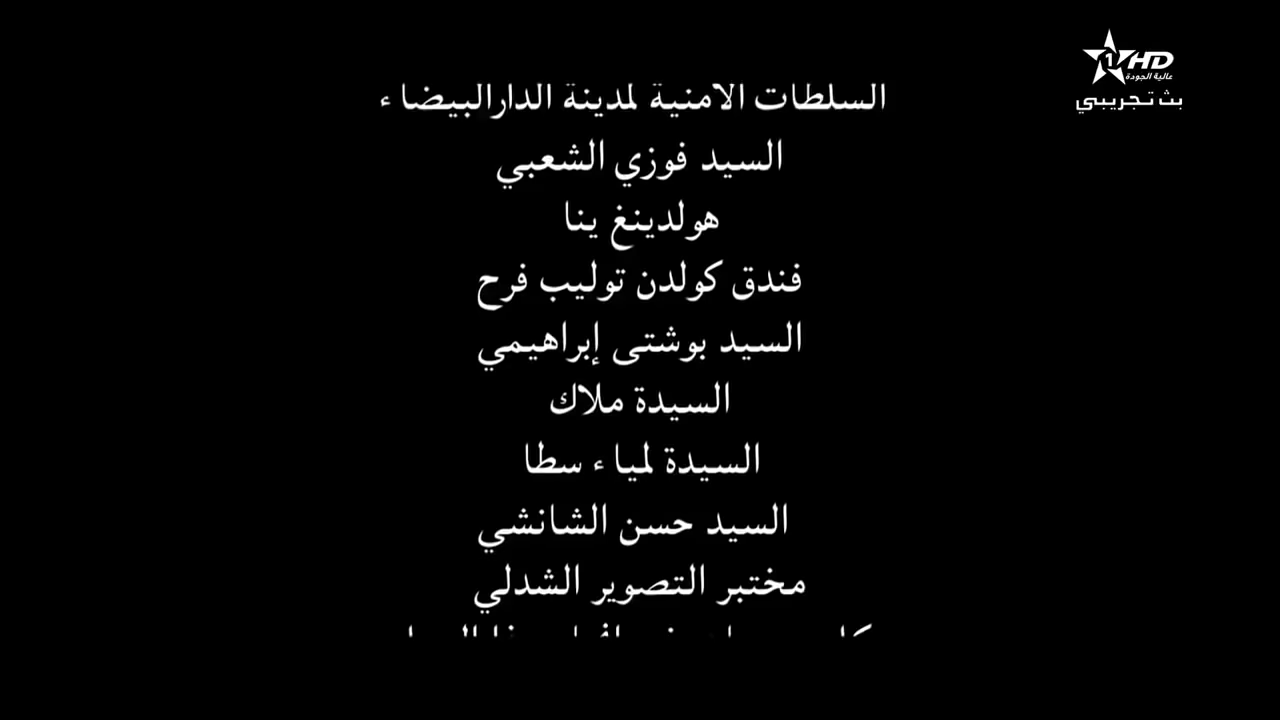 1 HD
عالية الجودة
بث تجريبي
السلطات الامنية لمدينة الدارالبيضاء
السيد فوزي الشعبي
هولدينغ ينا
فندق كولدن توليب فرح
السيد بوشتى إبراهيمي
السيدة ملاك
السيدة لمياء سطا
السيد حسن الشانشي
مختبر التصوير الشدلي